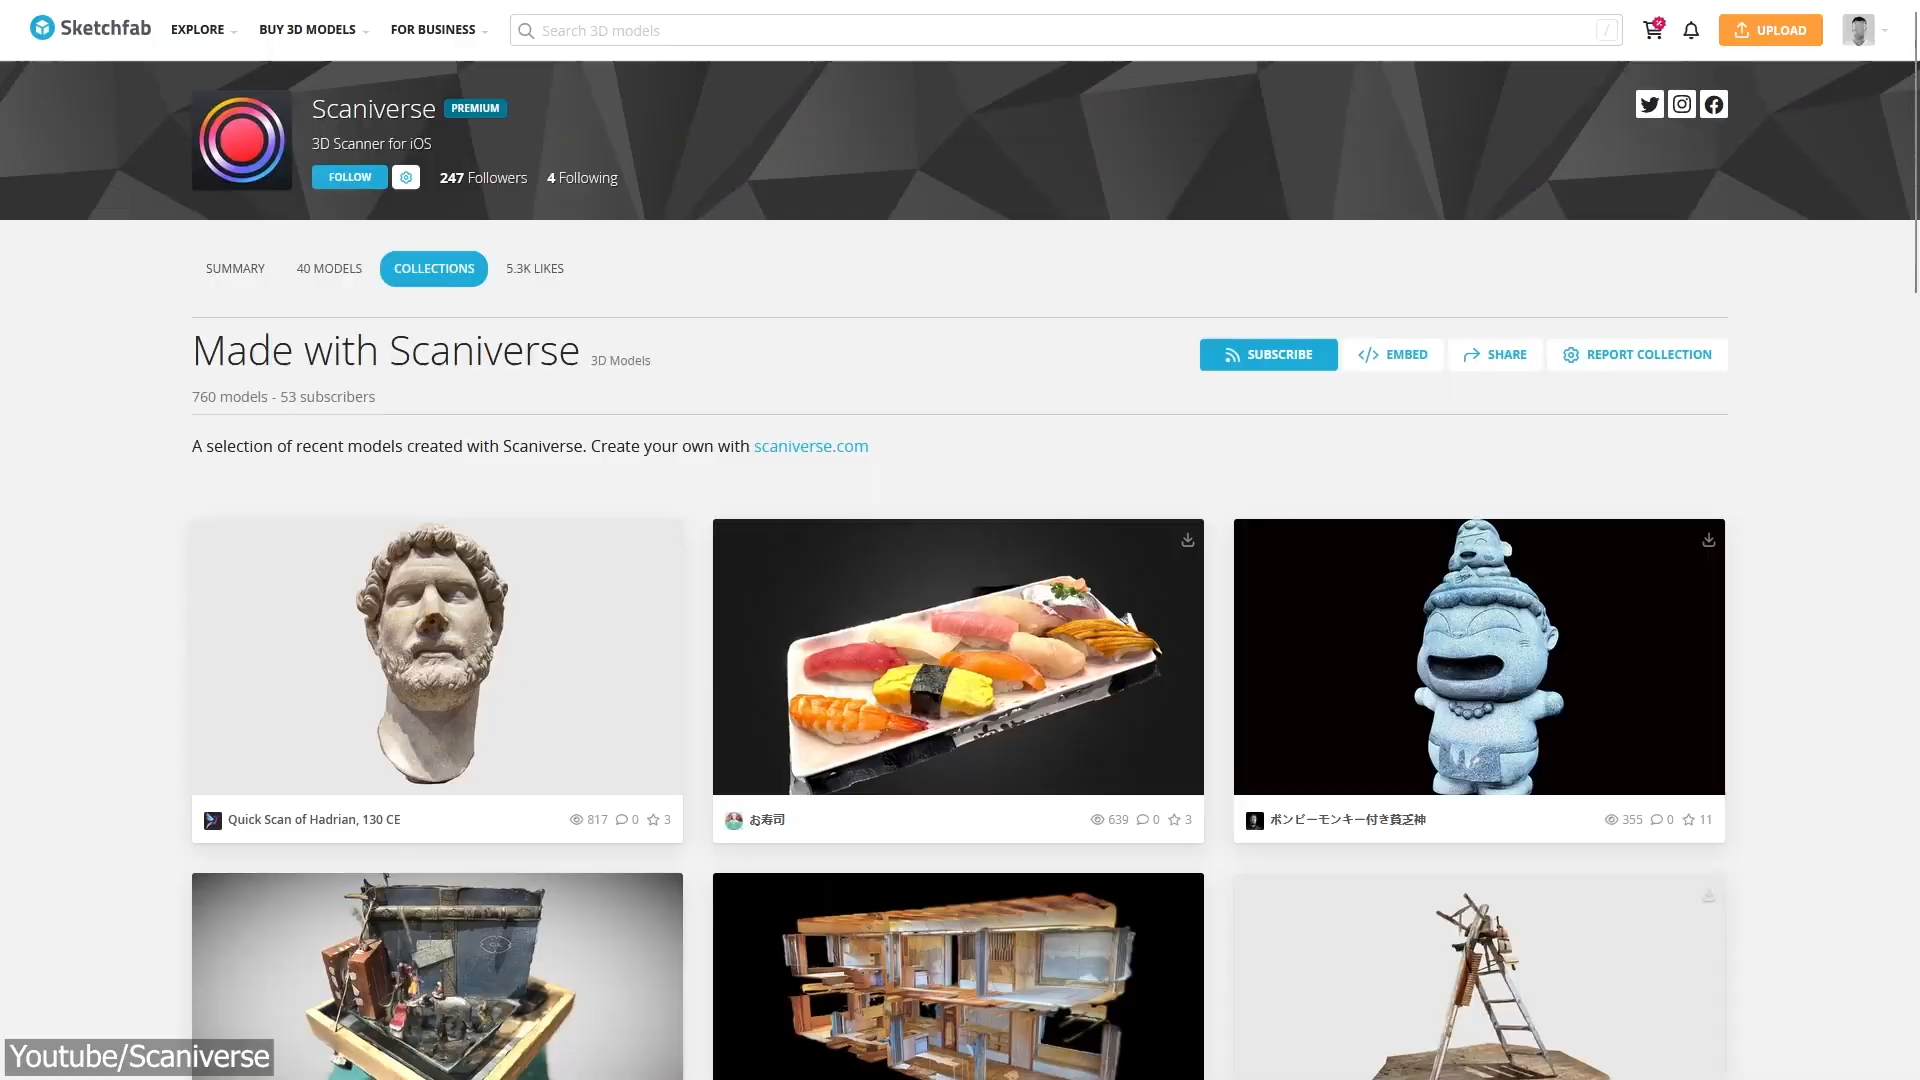 Sketchfab
EXPLORE
BUY 3D MODELS
FOR BUSINESS
Search 3D models
/
UPLOAD
Scaniverse PREMIUM
3D Scanner for iOS
FOLLOW
247 Followers
4 Following
SUMMARY
40 MODELS
COLLECTIONS
5.3K LIKES
Made with Scaniverse 3D Models
SUBSCRIBE
EMBED
SHARE
REPORT COLLECTION
760 models - 53 subscribers
A selection of recent models created with Scaniverse. Create your own with scaniverse.com
Quick Scan of Hadrian, 130 CE
817
0
3
お寿司
639
0
3
ボンビーモンキー付き貧乏神
355
0
11
Youtube/Scaniverse